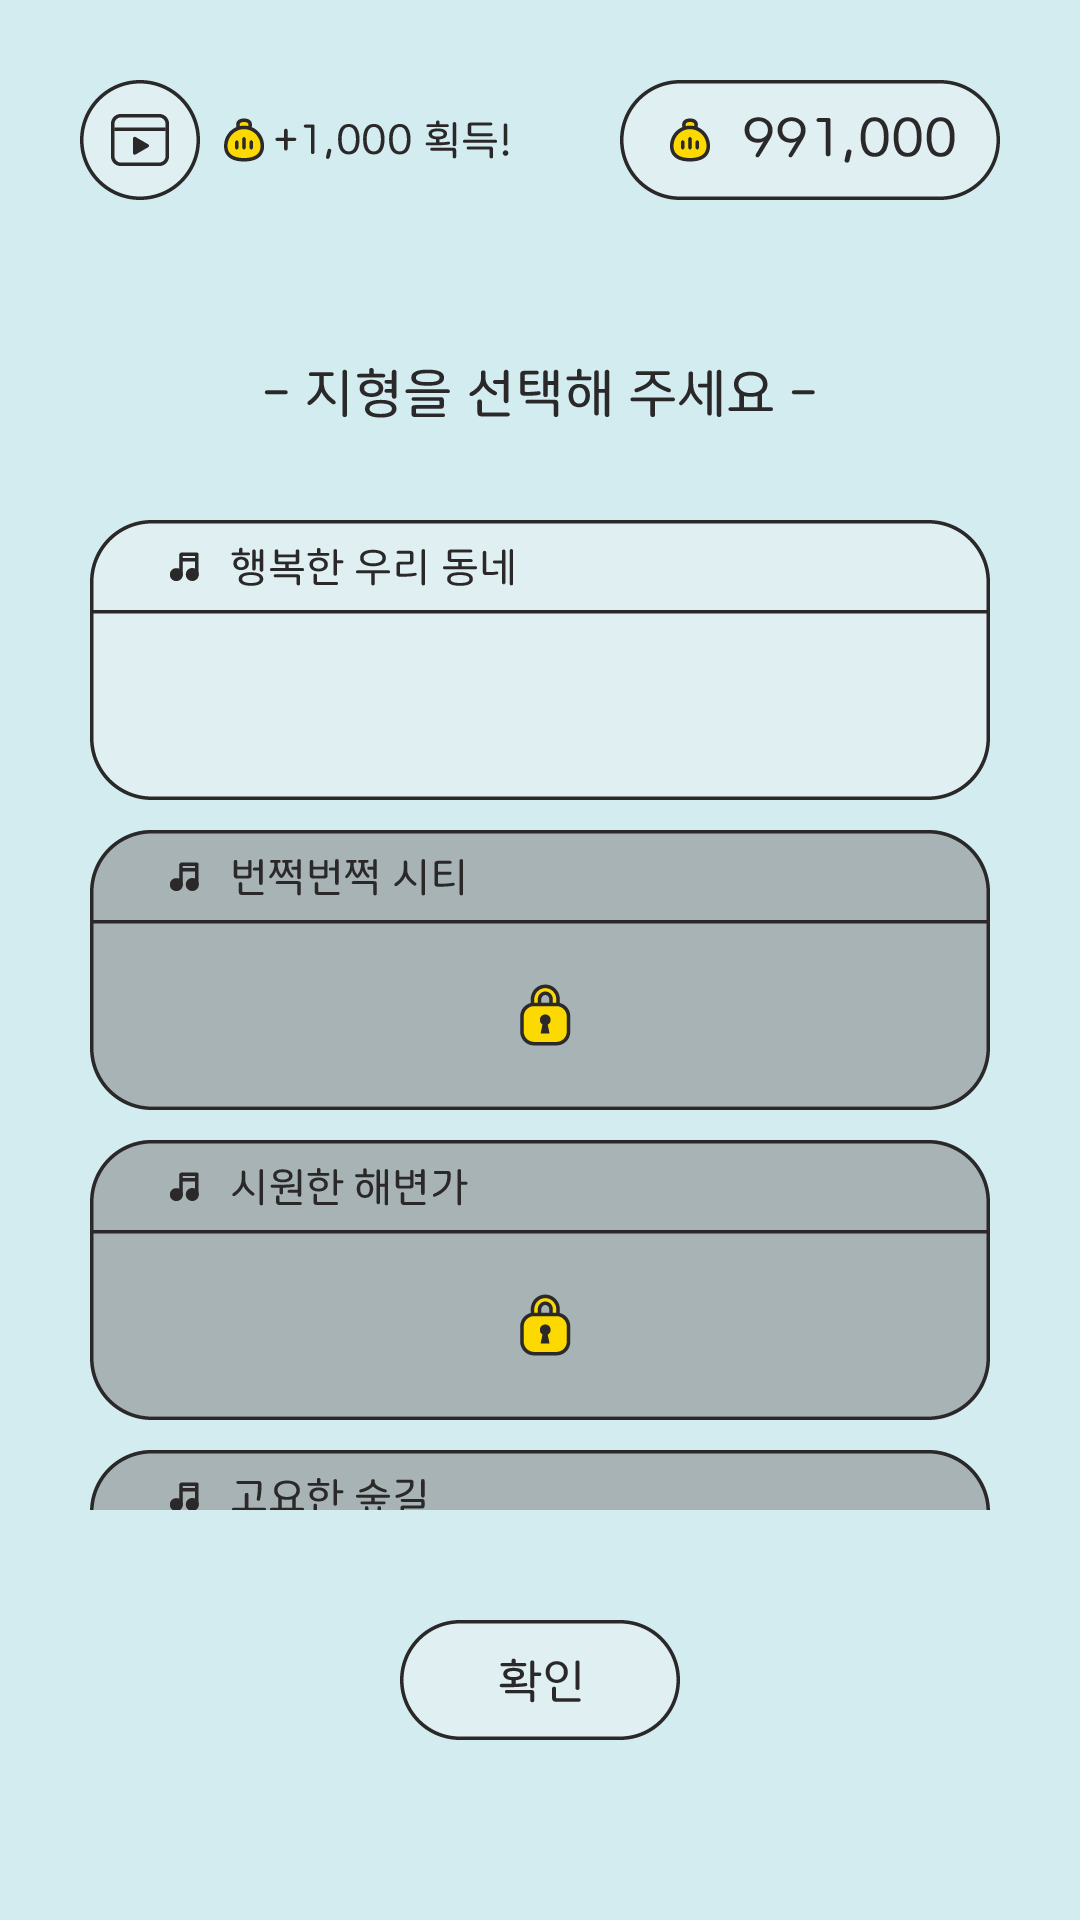 +1,000 획득!
991,000
- 지형을 선택해 주세요 -
행복한 우리 동네
번쩍번쩍 시티
시원한 해변가
고요한 숲길
확인